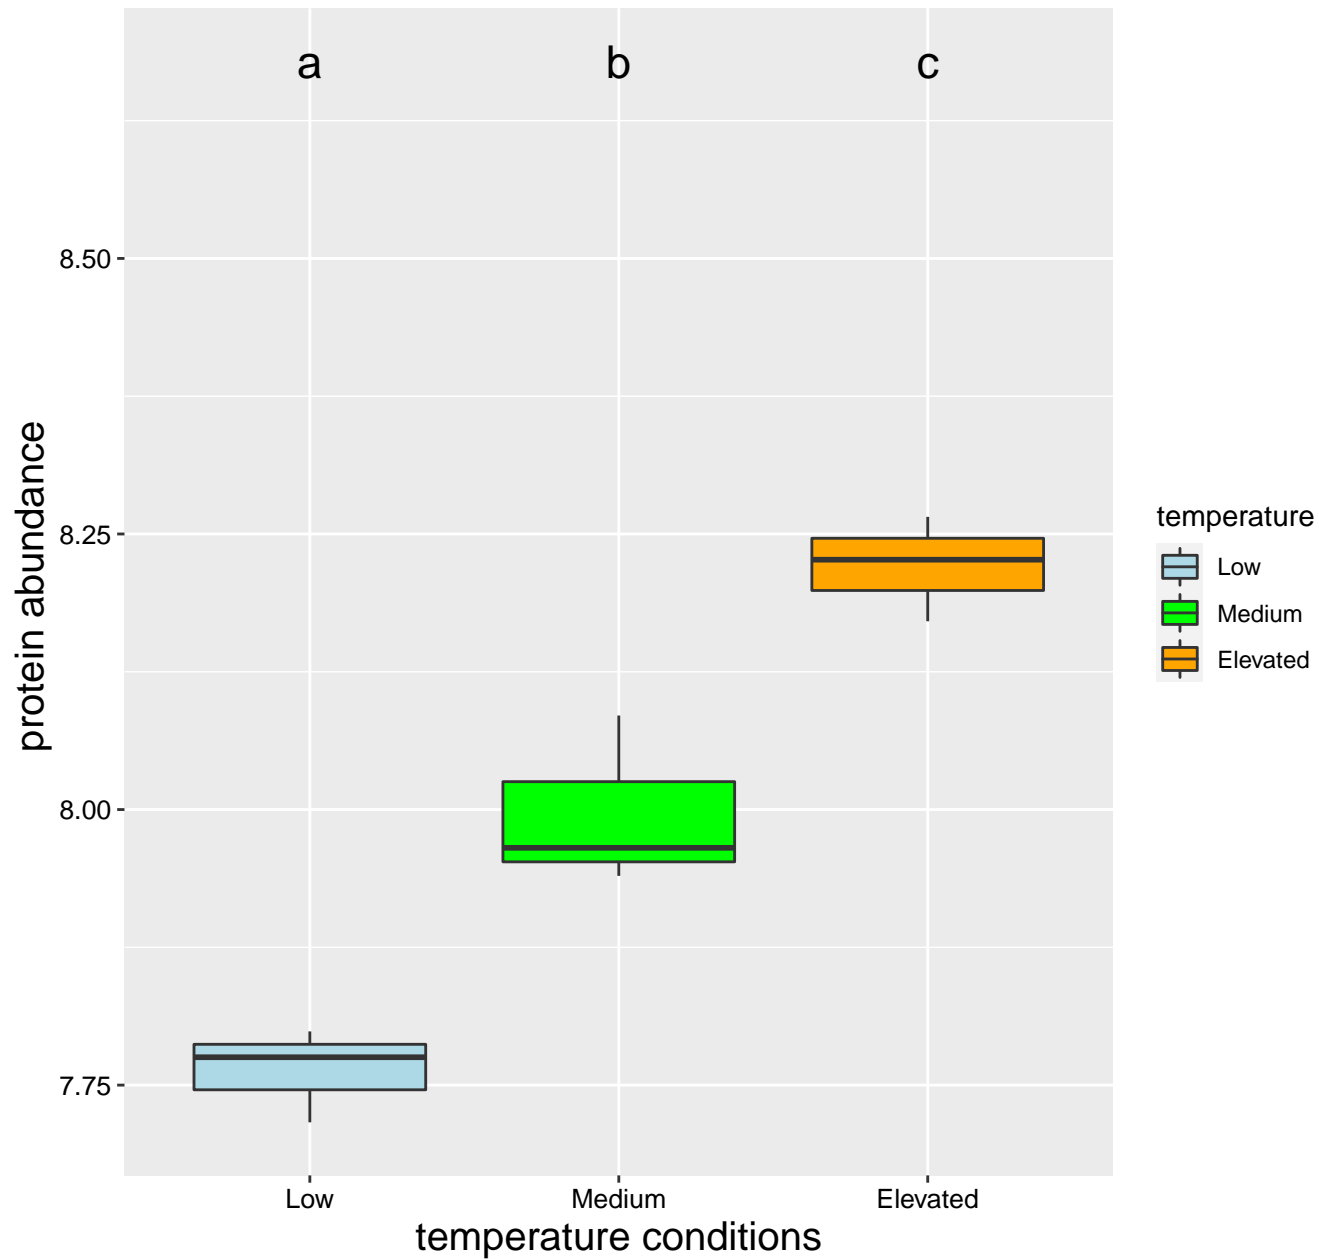 a b c
protein abundance
8.50
8.25
8.00
7.75
Low Medium Elevated
temperature conditions
temperature
Low
Medium
Elevated